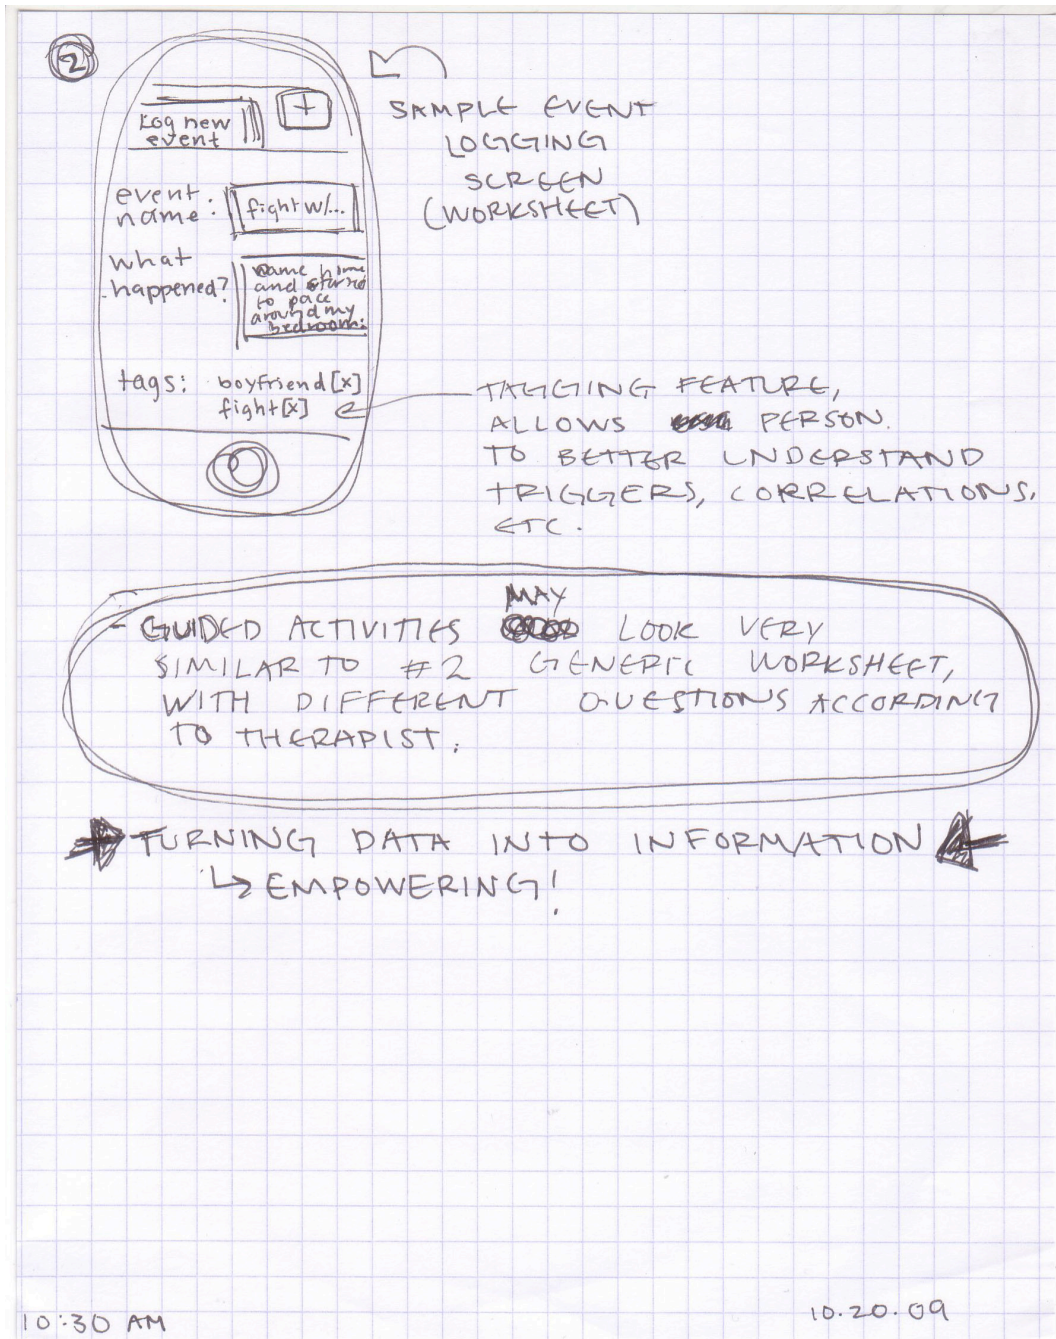 2
Log new
event
+
SAMPLE EVENT
LOGGING
SCREEN
(WORKSHEET)
event
name:
fight w/...
what
happened?
came home
and started
to pace
around my
bedroom.
tags: boyfriend [x]
fight [x]
TAGGING FEATURE,
ALLOWS PERSON
TO BETTER UNDERSTAND
TRIGGERS, CORRELATIONS,
ETC.
MAY
- GUIDED ACTIVITIES LOOK VERY
SIMILAR TO #2 GENERIC WORKSHEET,
WITH DIFFERENT QUESTIONS ACCORDING
TO THERAPIST.
TURNING DATA INTO INFORMATION
↳ EMPOWERING!
10:30 AM
10.20.09